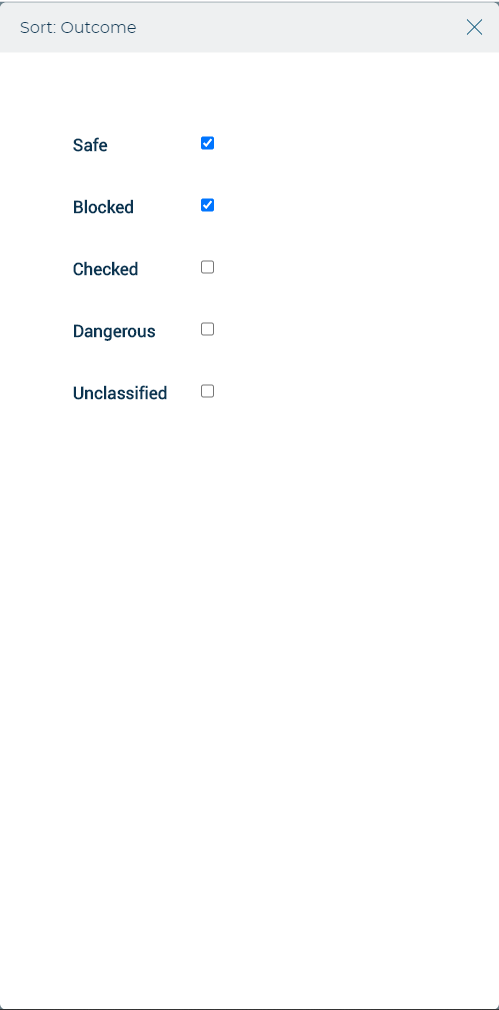 Sort: Outcome
Safe
Blocked
Checked
Dangerous
Unclassified